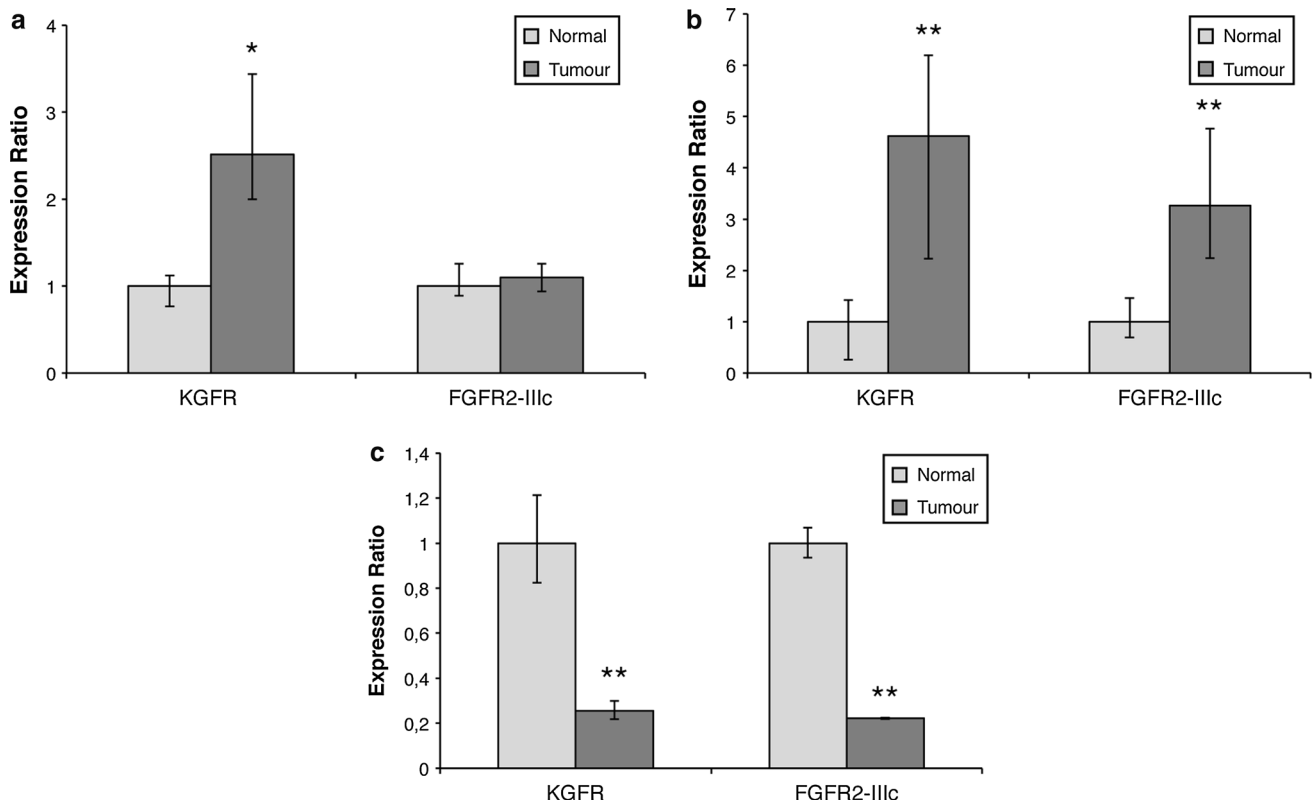 a
Expression Ratio
4
3
2
1
0
*
Normal
Tumour
KGFR
FGFR2-IIIc
b
Expression Ratio
7
6
5
4
3
2
1
0
**
**
Normal
Tumour
KGFR
FGFR2-IIIc
c
Expression Ratio
1,4
1,2
1
0,8
0,6
0,4
0,2
0
**
**
Normal
Tumour
KGFR
FGFR2-IIIc